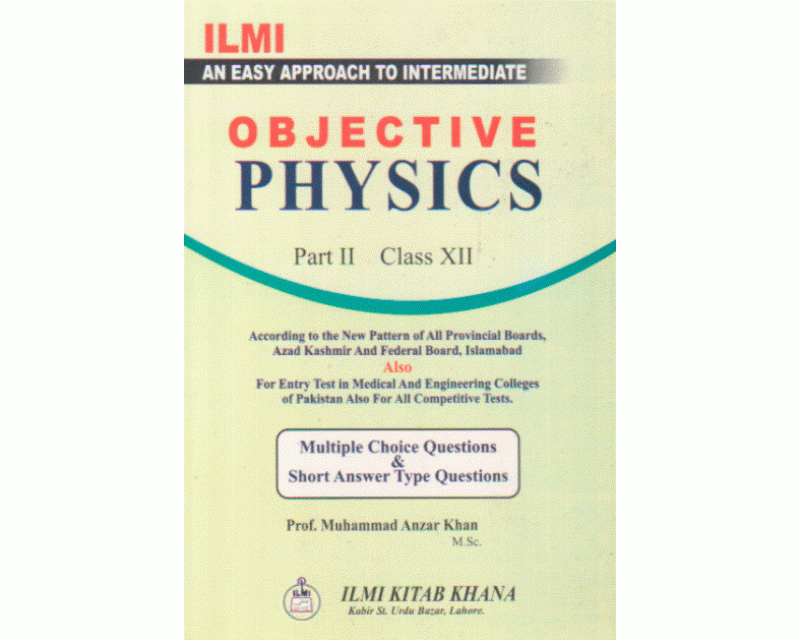 ILMI
AN EASY APPROACH TO INTERMEDIATE
OBJECTIVE
PHYSICS
Part II Class XII
According to the New Pattern of All Provincial Boards,
Azad Kashmir And Federal Board, Islamabad
Also
For Entry Test in Medical And Engineering Colleges
of Pakistan Also For All Competitive Tests.
Multiple Choice Questions
&
Short Answer Type Questions
Prof. Muhammad Anzar Khan
M.Sc.
ILMI
ILMI KITAB KHANA
Kabir St. Urdu Bazar, Lahore.